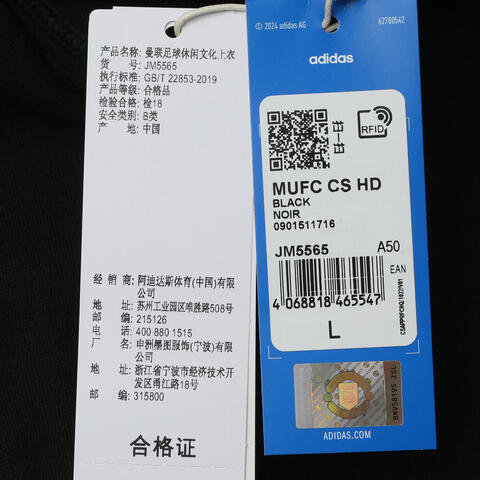 产品名称: 曼联足球休闲文化上衣
货 号: JM5565
执行标准: GB/T 22853-2019
产品等级: 合格品
检验合格: 检18
安全类别: B类
产 地: 中国
经 销 商: 阿迪达斯体育(中国)有限
公司
地 址: 苏州工业园区唯胜路58号
邮 编: 215126
电 话: 400 880 1515
厂 名: 申洲墨图服饰(宁波)有限
公司
地 址: 浙江省宁波市经济技术开
发区甬江路18号
邮 编: 315800
合格证
© 2024 adidas AG
62780542
adidas
RFID
MUFC CS HD
BLACK
NOIR
0901511716
JM5565 A50
EAN
4 068818 465547
L
BNV58195 ZSL
ADIDAS.COM